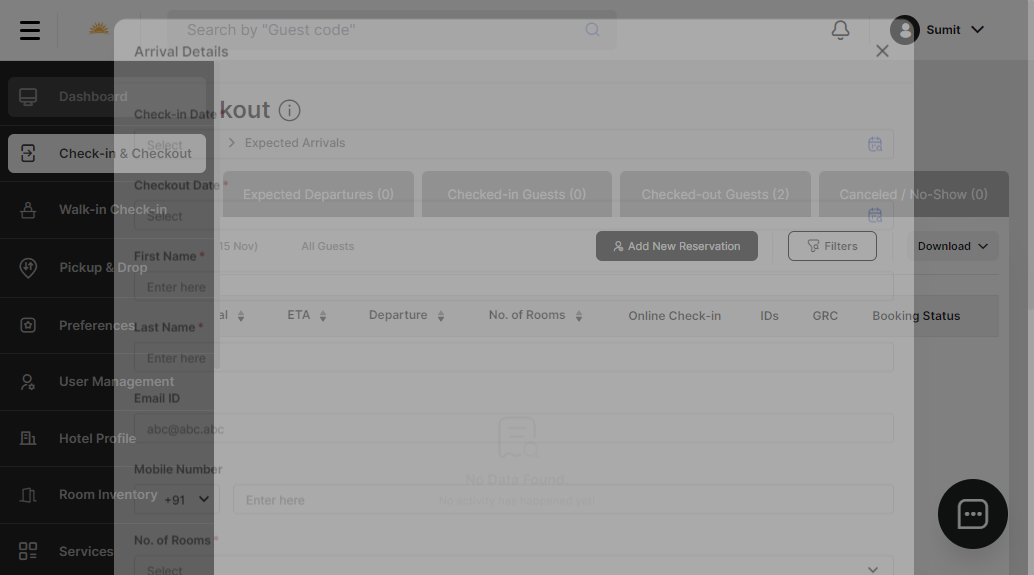 Search by "Guest code"
Sumit
Arrival Details
Dashboard
Check-in & Checkout
Walk-in Check-in
Pickup & Drop
Preferences
User Management
Hotel Profile
Room Inventory
Services
kout
Expected Arrivals
Expected Departures (0)
Checked-in Guests (0)
Checked-out Guests (2)
Canceled / No-Show (0)
15 Nov)
All Guests
Add New Reservation
Filters
Download
al
ETA
Departure
No. of Rooms
Online Check-in
IDs
GRC
Booking Status
No Data Found.
No activity has happened yet!
Check-in Date *
Select
Checkout Date *
Select
First Name *
Enter here
Last Name *
Enter here
Email ID
abc@abc.abc
Mobile Number
+91
Enter here
No. of Rooms *
Select